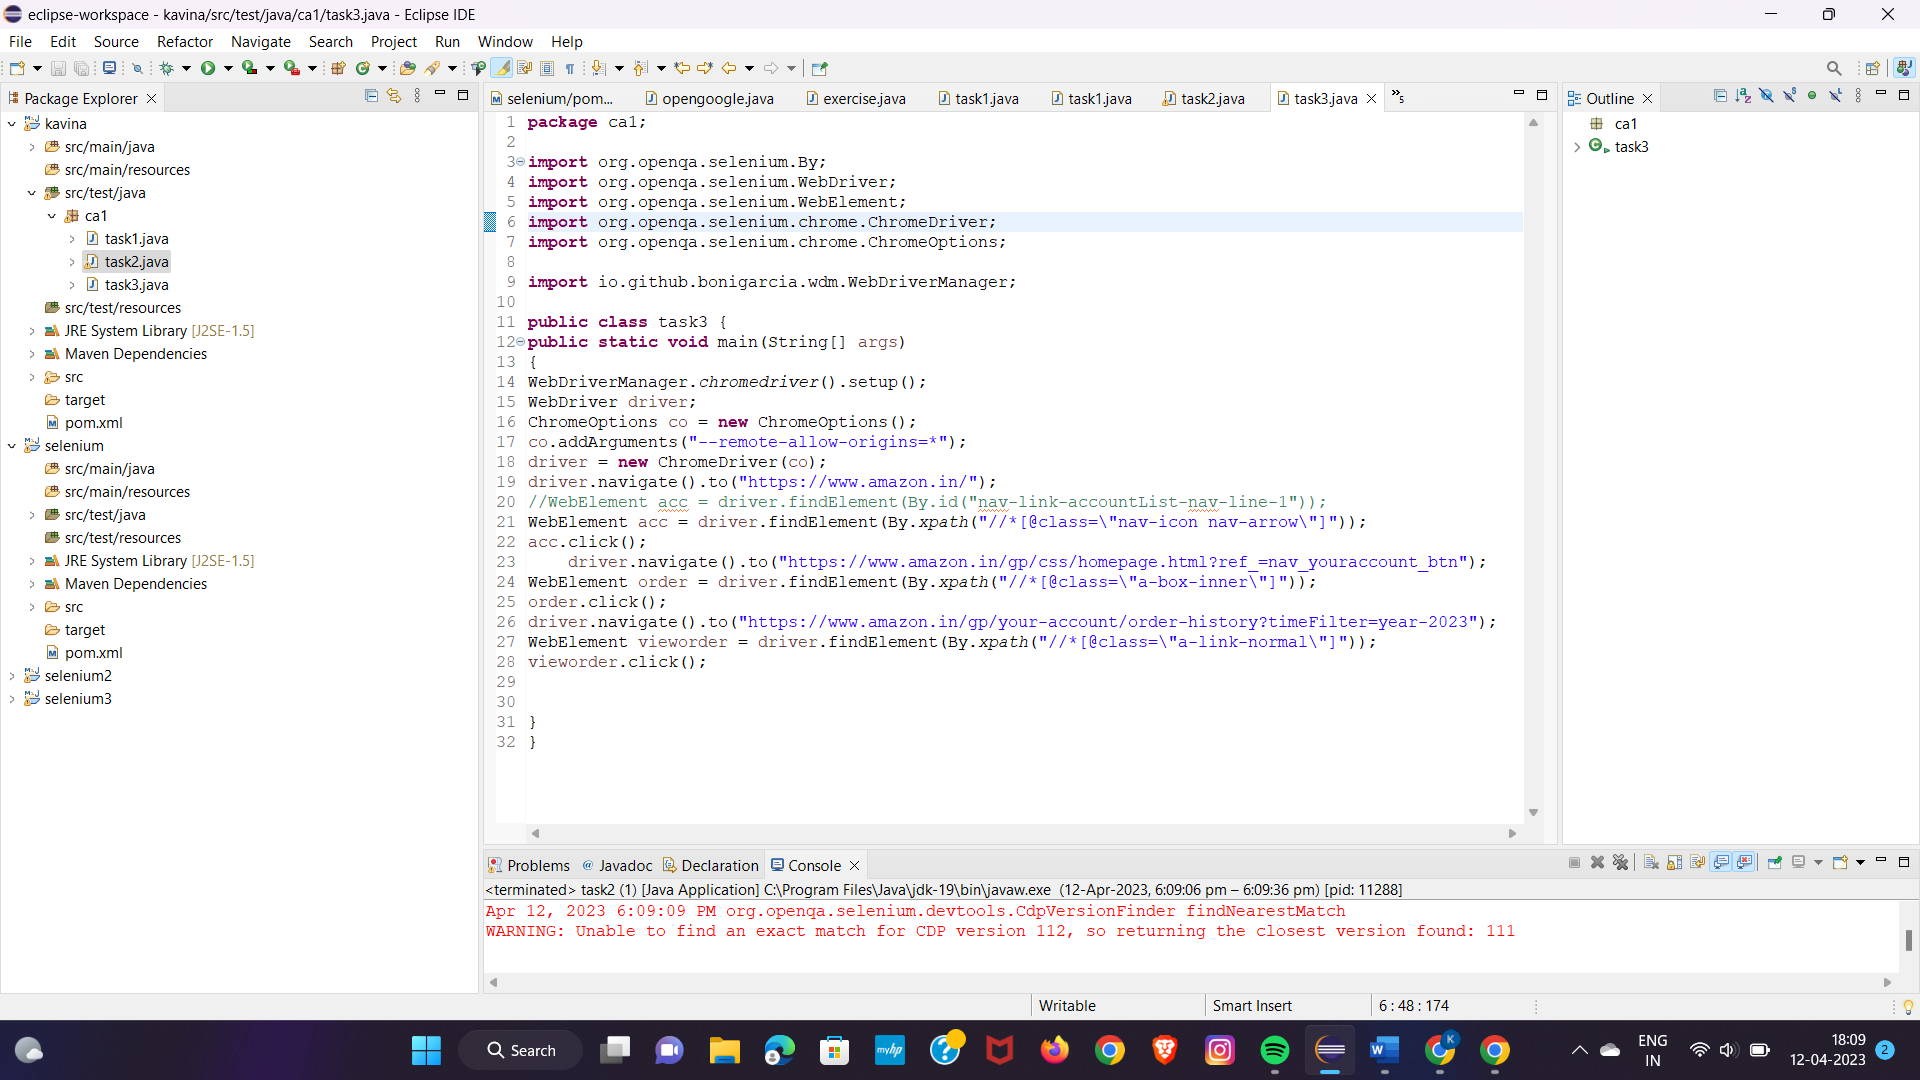 eclipse-workspace - kavina/src/test/java/ca1/task3.java - Eclipse IDE
File Edit Source Refactor Navigate Search Project Run Window Help
Package Explorer
kavina
src/main/java
src/main/resources
src/test/java
ca1
task1.java
task2.java
task3.java
src/test/resources
JRE System Library [J2SE-1.5]
Maven Dependencies
src
target
pom.xml
selenium
src/main/java
src/main/resources
src/test/java
src/test/resources
JRE System Library [J2SE-1.5]
Maven Dependencies
src
target
pom.xml
selenium2
selenium3
selenium/pom... opengoogle.java exercise.java task1.java task1.java task2.java task3.java »5
1 package ca1;
2
3 import org.openqa.selenium.By;
4 import org.openqa.selenium.WebDriver;
5 import org.openqa.selenium.WebElement;
6 import org.openqa.selenium.chrome.ChromeDriver;
7 import org.openqa.selenium.chrome.ChromeOptions;
8
9 import io.github.bonigarcia.wdm.WebDriverManager;
10
11 public class task3 {
12 public static void main(String[] args)
13 {
14 WebDriverManager.chromedriver().setup();
15 WebDriver driver;
16 ChromeOptions co = new ChromeOptions();
17 co.addArguments("--remote-allow-origins=*");
18 driver = new ChromeDriver(co);
19 driver.navigate().to("https://www.amazon.in/");
20 //WebElement acc = driver.findElement(By.id("nav-link-accountList-nav-line-1"));
21 WebElement acc = driver.findElement(By.xpath("//*[@class=\"nav-icon nav-arrow\"]"));
22 acc.click();
23 driver.navigate().to("https://www.amazon.in/gp/css/homepage.html?ref_=nav_youraccount_btn");
24 WebElement order = driver.findElement(By.xpath("//*[@class=\"a-box-inner\"]"));
25 order.click();
26 driver.navigate().to("https://www.amazon.in/gp/your-account/order-history?timeFilter=year-2023");
27 WebElement vieworder = driver.findElement(By.xpath("//*[@class=\"a-link-normal\"]"));
28 vieworder.click();
29
30
31 }
32 }
Outline
ca1
task3
Problems Javadoc Declaration Console
<terminated> task2 (1) [Java Application] C:\Program Files\Java\jdk-19\bin\javaw.exe (12-Apr-2023, 6:09:06 pm – 6:09:36 pm) [pid: 11288]
Apr 12, 2023 6:09:09 PM org.openqa.selenium.devtools.CdpVersionFinder findNearestMatch
WARNING: Unable to find an exact match for CDP version 112, so returning the closest version found: 111
Writable Smart Insert 6 : 48 : 174
Search
myhp
K
ENG
IN
18:09
12-04-2023
2